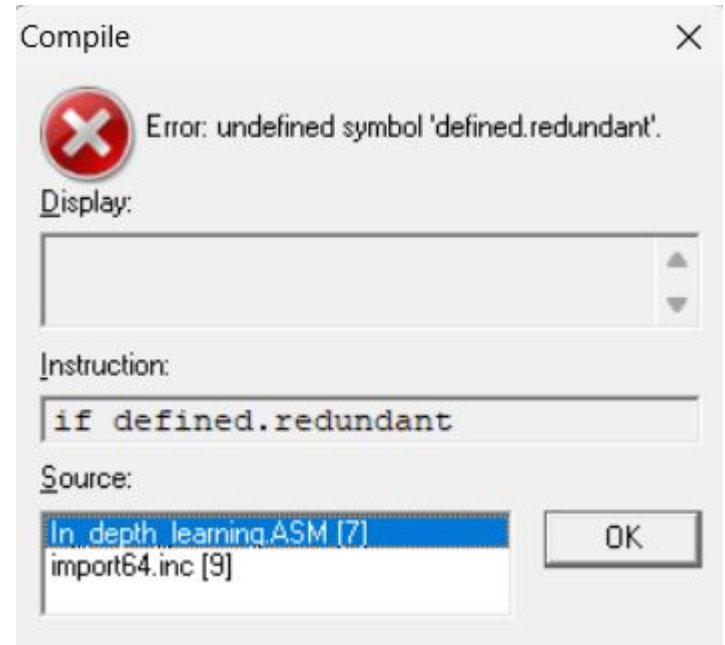 Compile
Error: undefined symbol 'defined.redundant'.
Display:
Instruction:
if defined.redundant
Source:
In_depth_learning.ASM [7]
import64.inc [9]
OK